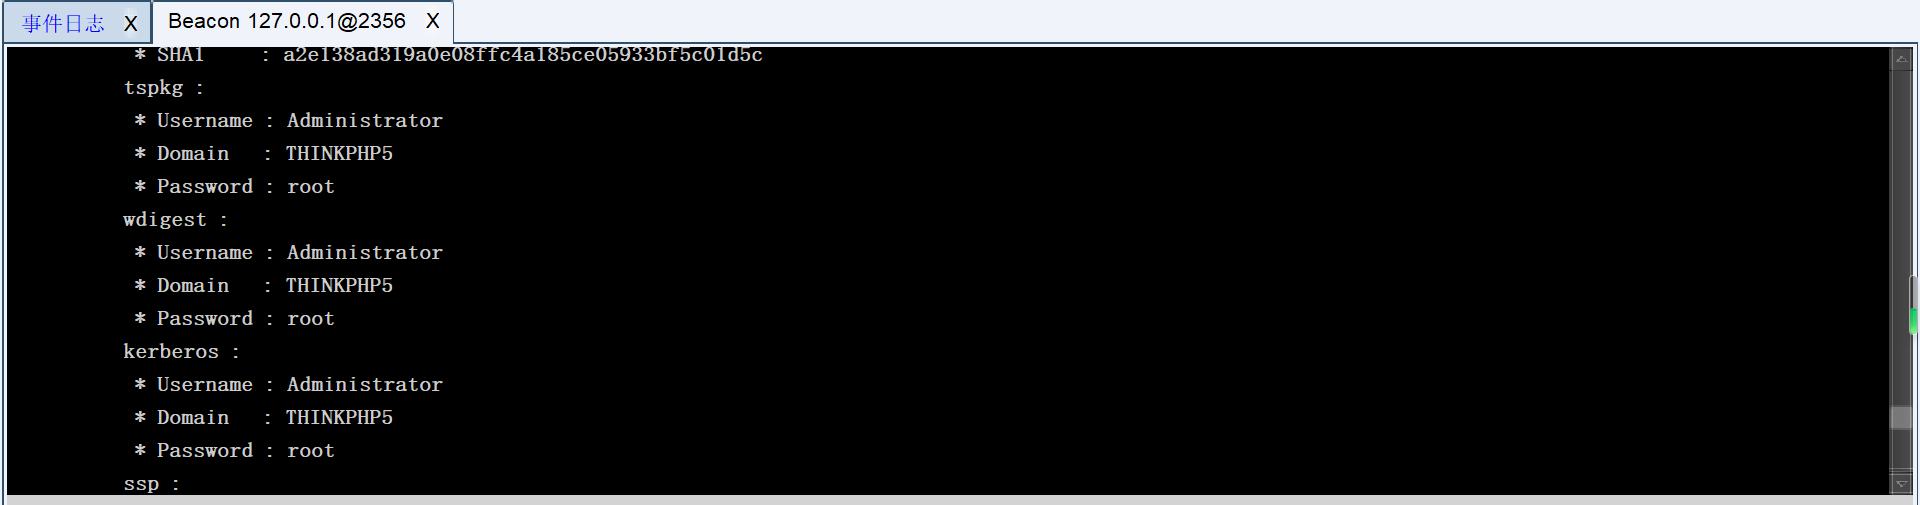 事件日志 X Beacon 127.0.0.1@2356 X
* SHA1 : a2e138ad319a0e08ffc4a185ce05933bf5c01d5c
tspkg :
* Username : Administrator
* Domain : THINKPHP5
* Password : root
wdigest :
* Username : Administrator
* Domain : THINKPHP5
* Password : root
kerberos :
* Username : Administrator
* Domain : THINKPHP5
* Password : root
ssp :